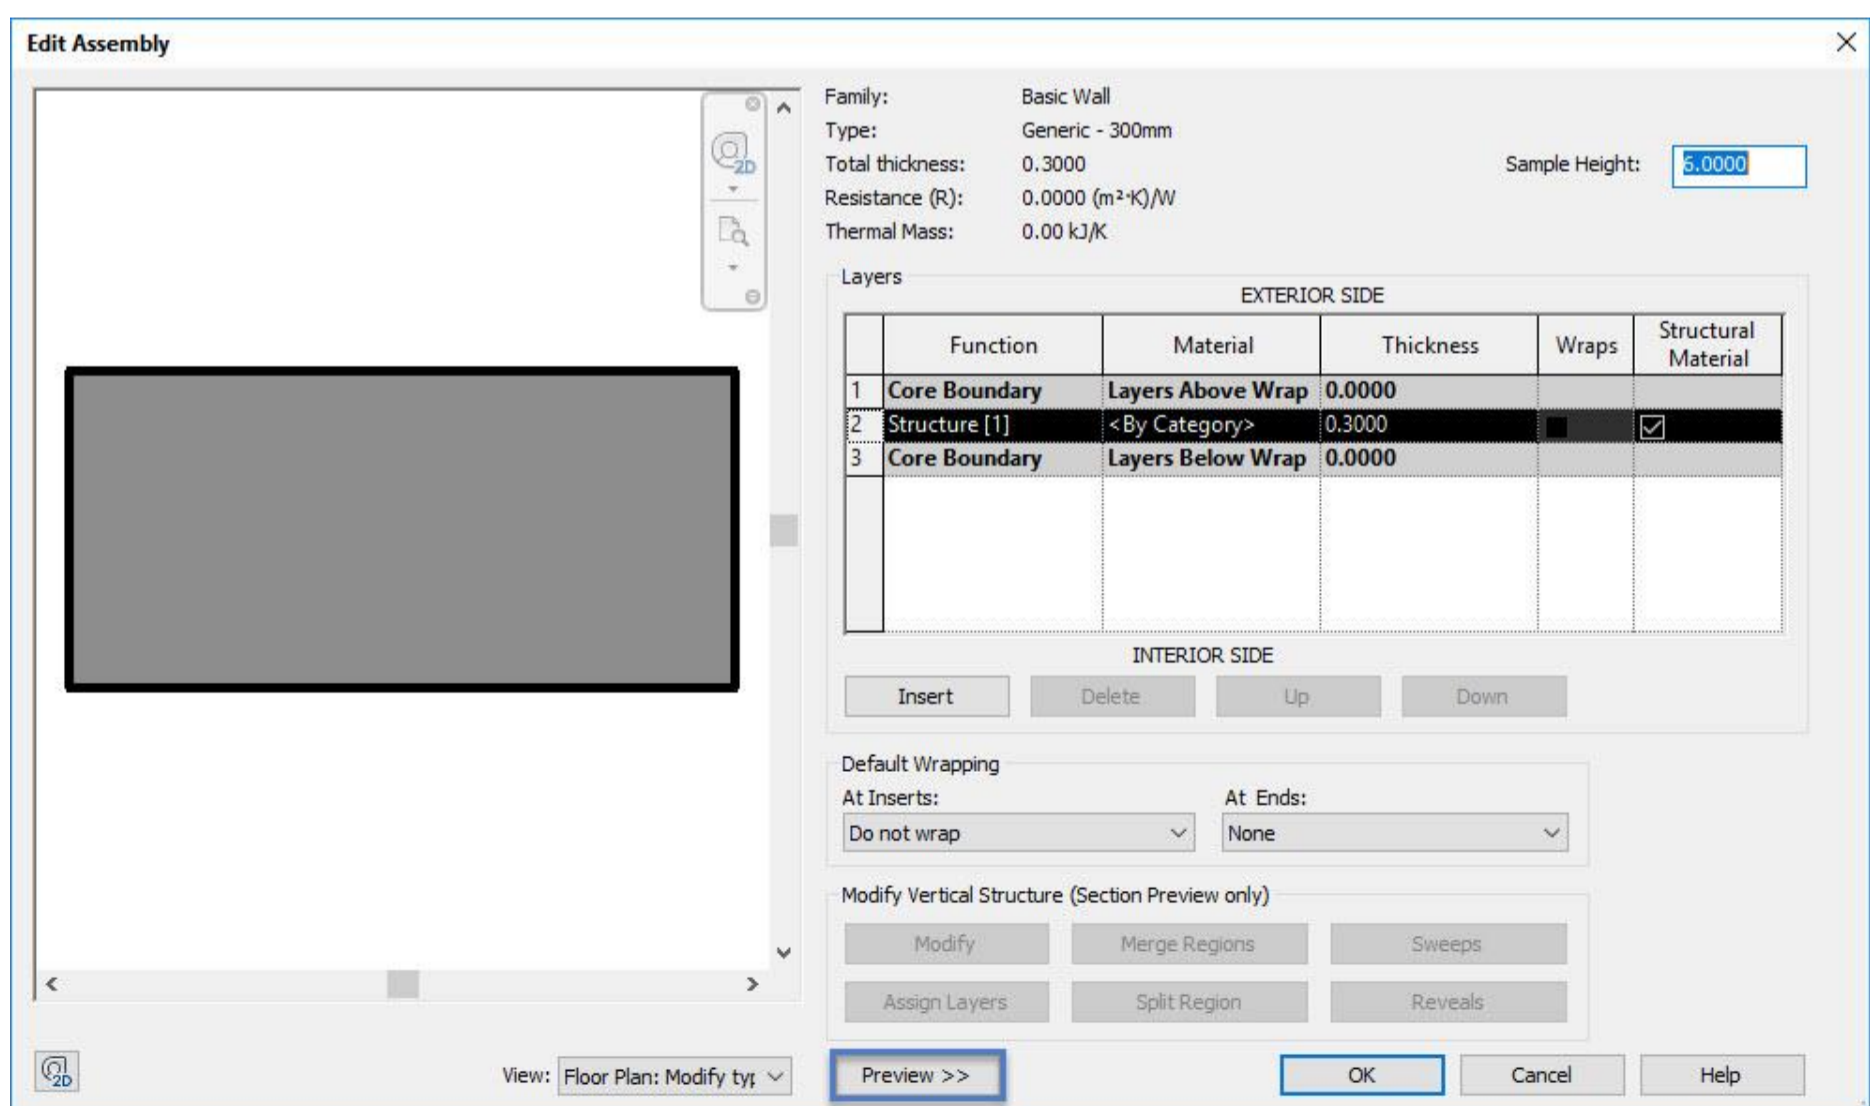 Edit Assembly
2D
Family: Basic Wall
Type: Generic - 300mm
Total thickness: 0.3000 Sample Height: 6.0000
Resistance (R): 0.0000 (m²·K)/W
Thermal Mass: 0.00 kJ/K
Layers
EXTERIOR SIDE
Function Material Thickness Wraps Structural Material
1 Core Boundary Layers Above Wrap 0.0000
2 Structure [1] <By Category> 0.3000
3 Core Boundary Layers Below Wrap 0.0000
INTERIOR SIDE
Insert Delete Up Down
Default Wrapping
At Inserts: At Ends:
Do not wrap None
Modify Vertical Structure (Section Preview only)
Modify Merge Regions Sweeps
Assign Layers Split Region Reveals
2D View: Floor Plan: Modify typ Preview >> OK Cancel Help